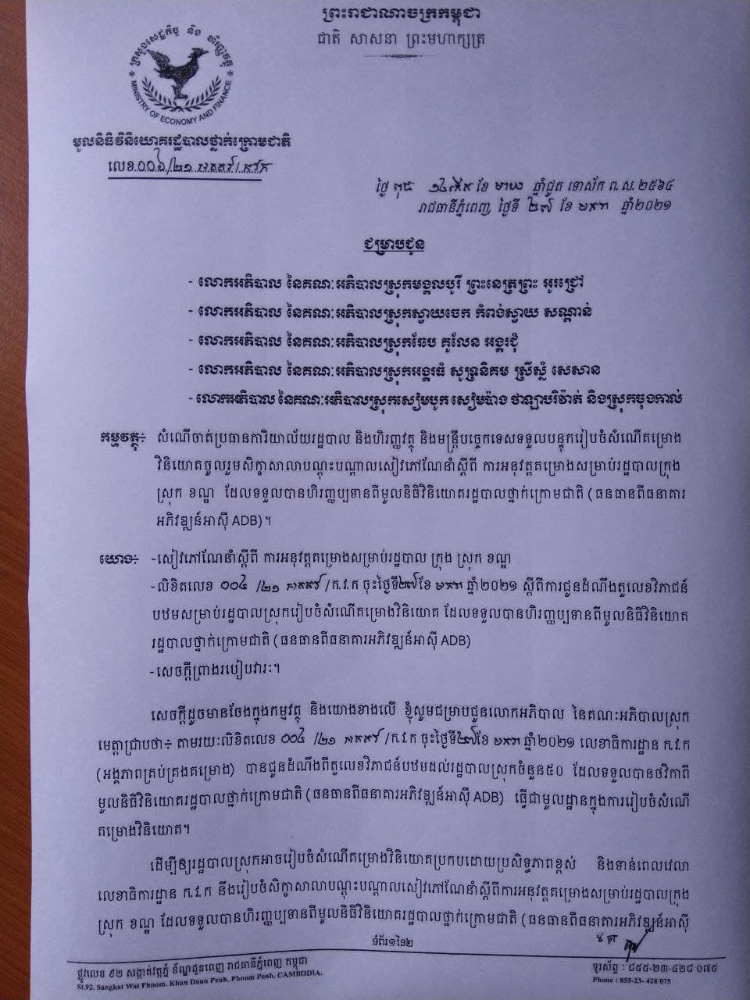 ព្រះរាជាណាចក្រកម្ពុជា
ជាតិ សាសនា ព្រះមហាក្សត្រ
ក្រសួងសេដ្ឋកិច្ច និង ហិរញ្ញវត្ថុ
MINISTRY OF ECONOMY AND FINANCE
មូលនិធិវិនិយោគរដ្ឋបាលថ្នាក់ក្រោមជាតិ
លេខ.០០៦/២១
ថ្ងៃ ពុធ ១៤កើត ខែ មាឃ ឆ្នាំជូត ទោស័ក ព.ស.២៥៦៤
រាជធានីភ្នំពេញ, ថ្ងៃទី ២៧ ខែ មករា ឆ្នាំ២០២១
ជម្រាបជូន
- លោកអភិបាល នៃគណៈអភិបាលស្រុកមង្គលបូរី ព្រះនេត្រព្រះ អូរជ្រៅ
- លោកអភិបាល នៃគណៈអភិបាលស្រុកស្វាយចេក កំពង់ស្វាយ សណ្តាន់
- លោកអភិបាល នៃគណៈអភិបាលស្រុកឆែប គូលែន អង្គរជុំ
- លោកអភិបាល នៃគណៈអភិបាលស្រុកអង្គរធំ សូទ្រនិគម ស្រីស្នំ សេសាន
- លោកអភិបាល នៃគណៈអភិបាលស្រុកសៀមបូក សៀមប៉ាង ថាឡាបរិវ៉ាត់ និងស្រុកចុងកាល់
កម្មវត្ថុ៖ សំណើចាត់ប្រធានការិយាល័យរដ្ឋបាល និងហិរញ្ញវត្ថុ និងមន្ត្រីបច្ចេកទេសទទួលបន្ទុករៀបចំសំណើគម្រោង
វិនិយោគចូលរួមសិក្ខាសាលាបណ្តុះបណ្តាលសៀវភៅណែនាំស្តីពី ការអនុវត្តគម្រោងសម្រាប់រដ្ឋបាលក្រុង
ស្រុក ខណ្ឌ ដែលទទួលបានហិរញ្ញប្បទានពីមូលនិធិវិនិយោគរដ្ឋបាលថ្នាក់ក្រោមជាតិ (ធនធានពីធនាគារ
អភិវឌ្ឍន៍អាស៊ី ADB)។
យោង៖ -សៀវភៅណែនាំស្តីពី ការអនុវត្តគម្រោងសម្រាប់រដ្ឋបាល ក្រុង ស្រុក ខណ្ឌ
-លិខិតលេខ ០០៤ /២១ /ក.វ.ក ចុះថ្ងៃទី២៧ខែ មករា ឆ្នាំ២០២១ ស្តីពីការជូនដំណឹងតួលេខវិភាជន៍
បឋមសម្រាប់រដ្ឋបាលស្រុករៀបចំសំណើគម្រោងវិនិយោគ ដែលទទួលបានហិរញ្ញប្បទានពីមូលនិធិវិនិយោគ
រដ្ឋបាលថ្នាក់ក្រោមជាតិ (ធនធានពីធនាគារអភិវឌ្ឍន៍អាស៊ី ADB)
-សេចក្តីព្រាងរបៀបវារៈ។
សេចក្តីដូចមានចែងក្នុងកម្មវត្ថុ និងយោងខាងលើ ខ្ញុំសូមជម្រាបជូនលោកអភិបាល នៃគណៈអភិបាលស្រុក
មេត្តាជ្រាបថា៖ តាមរយៈលិខិតលេខ ០០៤ /២១ /ក.វ.ក ចុះថ្ងៃទី២៧ខែ មករា ឆ្នាំ២០២១ លេខាធិការដ្ឋាន ក.វ.ក
(អង្គភាពគ្រប់គ្រងគម្រោង) បានជូនដំណឹងពីតួលេខវិភាជន៍បឋមដល់រដ្ឋបាលស្រុកចំនួន៥០ ដែលទទួលបានថវិកាពី
មូលនិធិវិនិយោគរដ្ឋបាលថ្នាក់ក្រោមជាតិ (ធនធានពីធនាគារអភិវឌ្ឍន៍អាស៊ី ADB) ធ្វើជាមូលដ្ឋានក្នុងការរៀបចំសំណើ
គម្រោងវិនិយោគ។
ដើម្បីឲ្យរដ្ឋបាលស្រុកអាចរៀបចំសំណើគម្រោងវិនិយោគប្រកបដោយប្រសិទ្ធភាពខ្ពស់ និងទាន់ពេលវេលា
លេខាធិការដ្ឋាន ក.វ.ក នឹងរៀបចំសិក្ខាសាលាបណ្តុះបណ្តាលសៀវភៅណែនាំស្តីពីការអនុវត្តគម្រោងសម្រាប់រដ្ឋបាលក្រុង
ស្រុក ខណ្ឌ ដែលទទួលបានហិរញ្ញប្បទានពីមូលនិធិវិនិយោគរដ្ឋបាលថ្នាក់ក្រោមជាតិ (ធនធានពីធនាគារអភិវឌ្ឍន៍អាស៊ី
ទំព័រ១នៃ២
ផ្លូវលេខ ៩២ សង្កាត់វត្តភ្នំ ខ័ណ្ឌដូនពេញ រាជធានីភ្នំពេញ កម្ពុជា
St.92, Sangkat Wat Phnom, Khan Daun Penh, Phnom Penh, CAMBODIA.
ទូរស័ព្ទ : ៨៥៥-២៣-៤២៨ ០៧៥
Phone : 855-23- 428 075